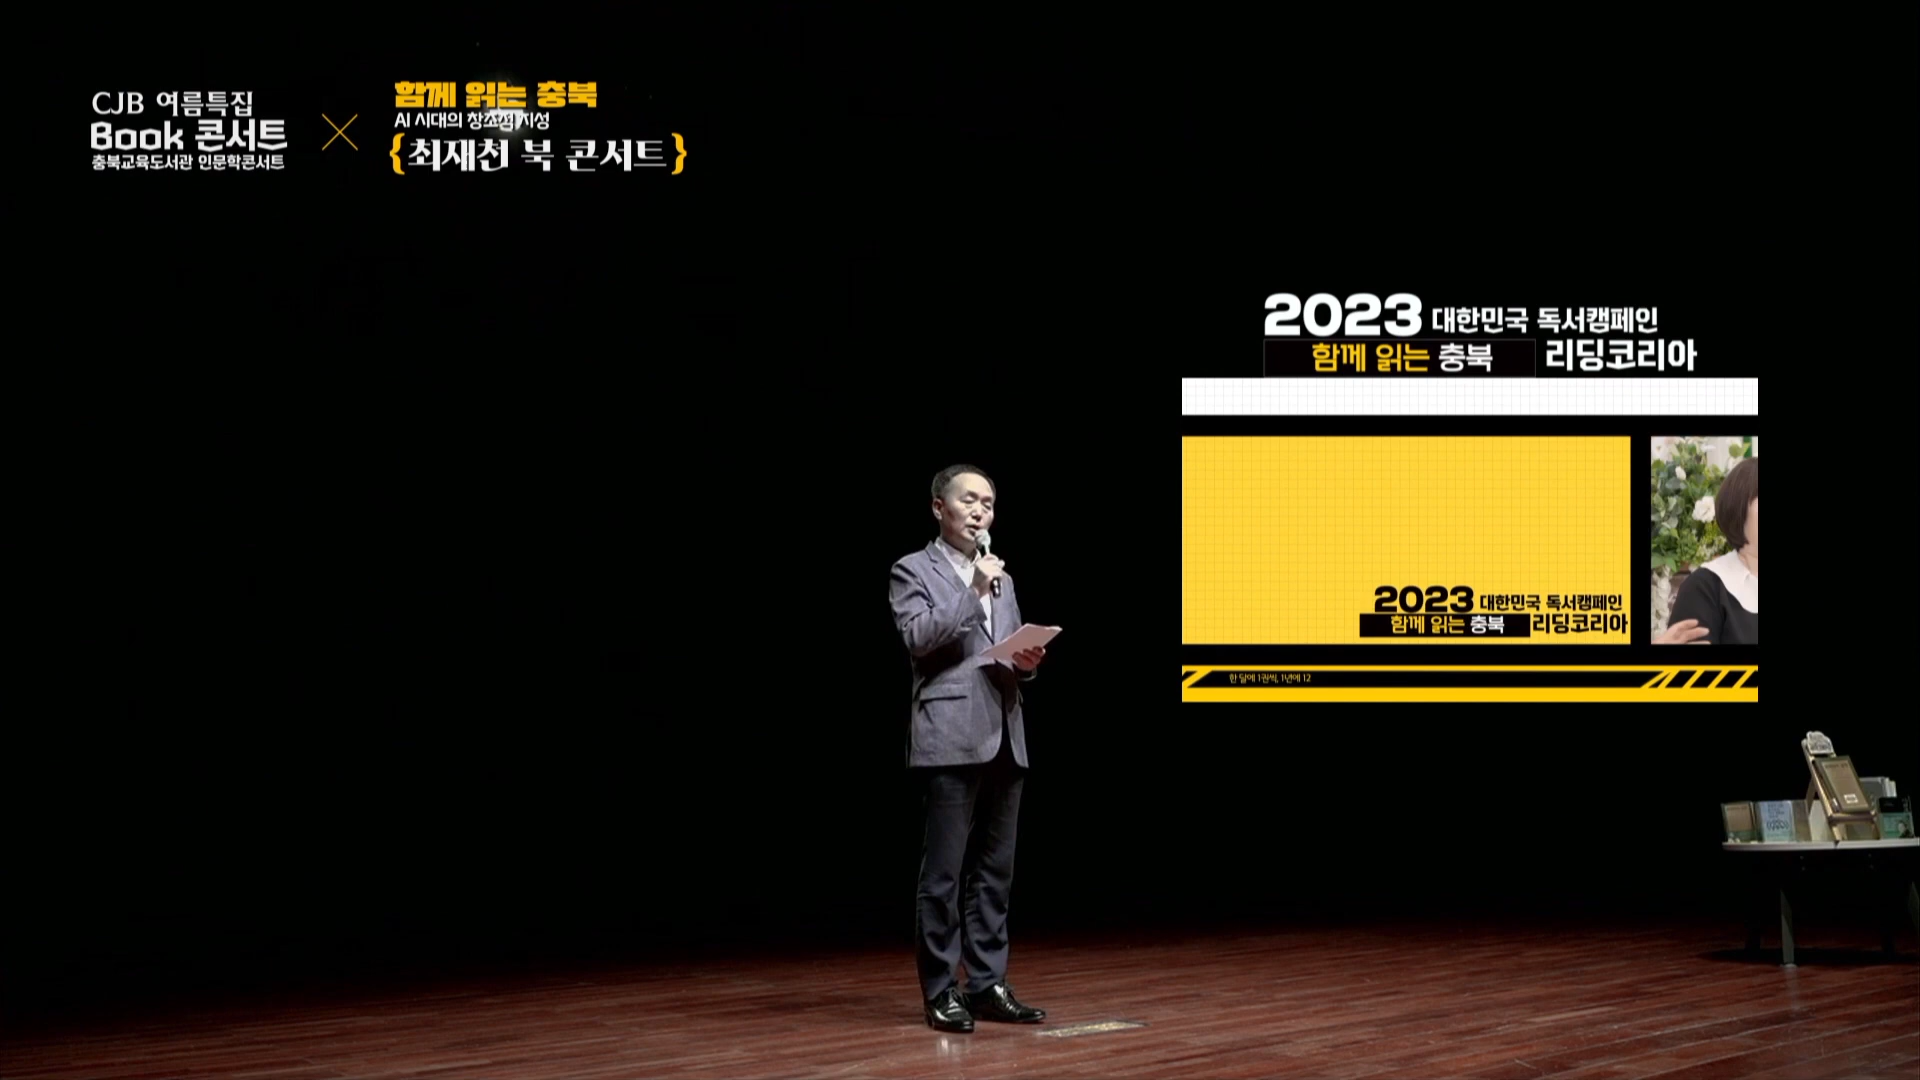 CJB 여름특집
Book 콘서트
충북교육도서관 인문학콘서트
함께 읽는 충북
AI 시대의 창조적 지성
{최재천 북 콘서트}
2023 대한민국 독서캠페인
함께 읽는 충북 리딩코리아
2023 대한민국 독서캠페인
함께 읽는 충북 리딩코리아
한 달에 1권씩, 1년에 12